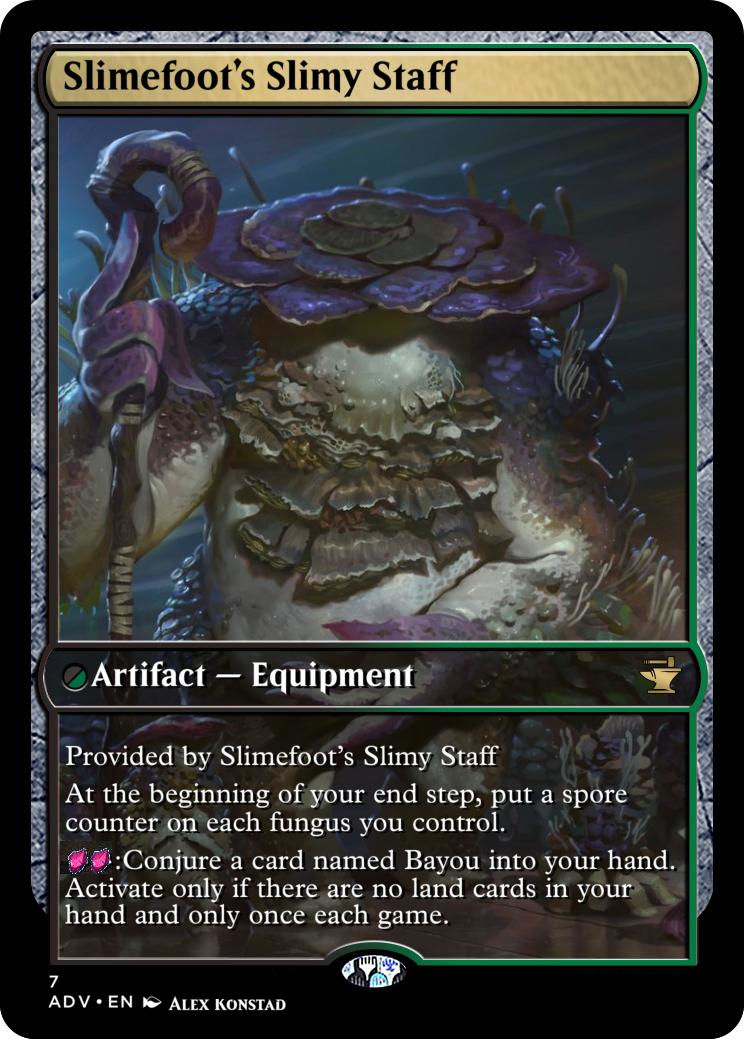 Slimefoot's Slimy Staff
Artifact — Equipment
Provided by Slimefoot's Slimy Staff
At the beginning of your end step, put a spore
counter on each fungus you control.
:Conjure a card named Bayou into your hand.
Activate only if there are no land cards in your
hand and only once each game.
7
ADV • EN ALEX KONSTAD